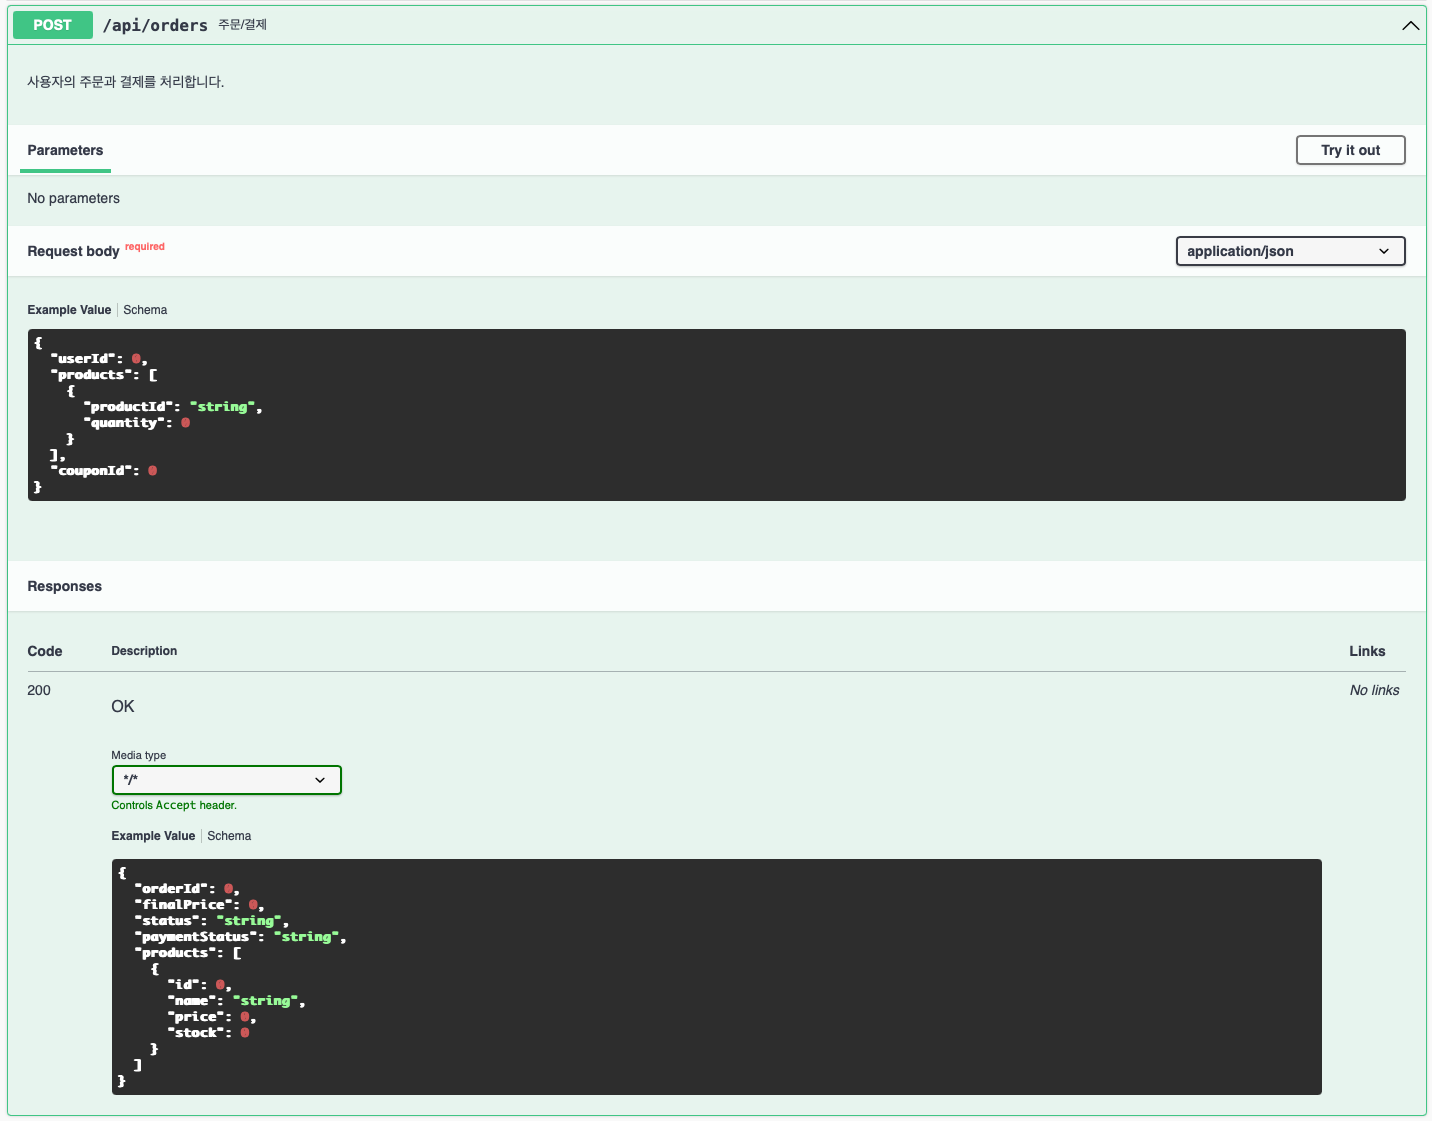 POST /api/orders 주문/결제
사용자의 주문과 결제를 처리합니다.
Parameters
Try it out
No parameters
Request body required
application/json
Example Value Schema
{
  "userId": 0,
  "products": [
    {
      "productId": "string",
      "quantity": 0
    }
  ],
  "couponId": 0
}
Responses
Code Description Links
200 OK No links
Media type
*/*
Controls Accept header.
Example Value Schema
{
  "orderId": 0,
  "finalPrice": 0,
  "status": "string",
  "paymentStatus": "string",
  "products": [
    {
      "id": 0,
      "name": "string",
      "price": 0,
      "stock": 0
    }
  ]
}